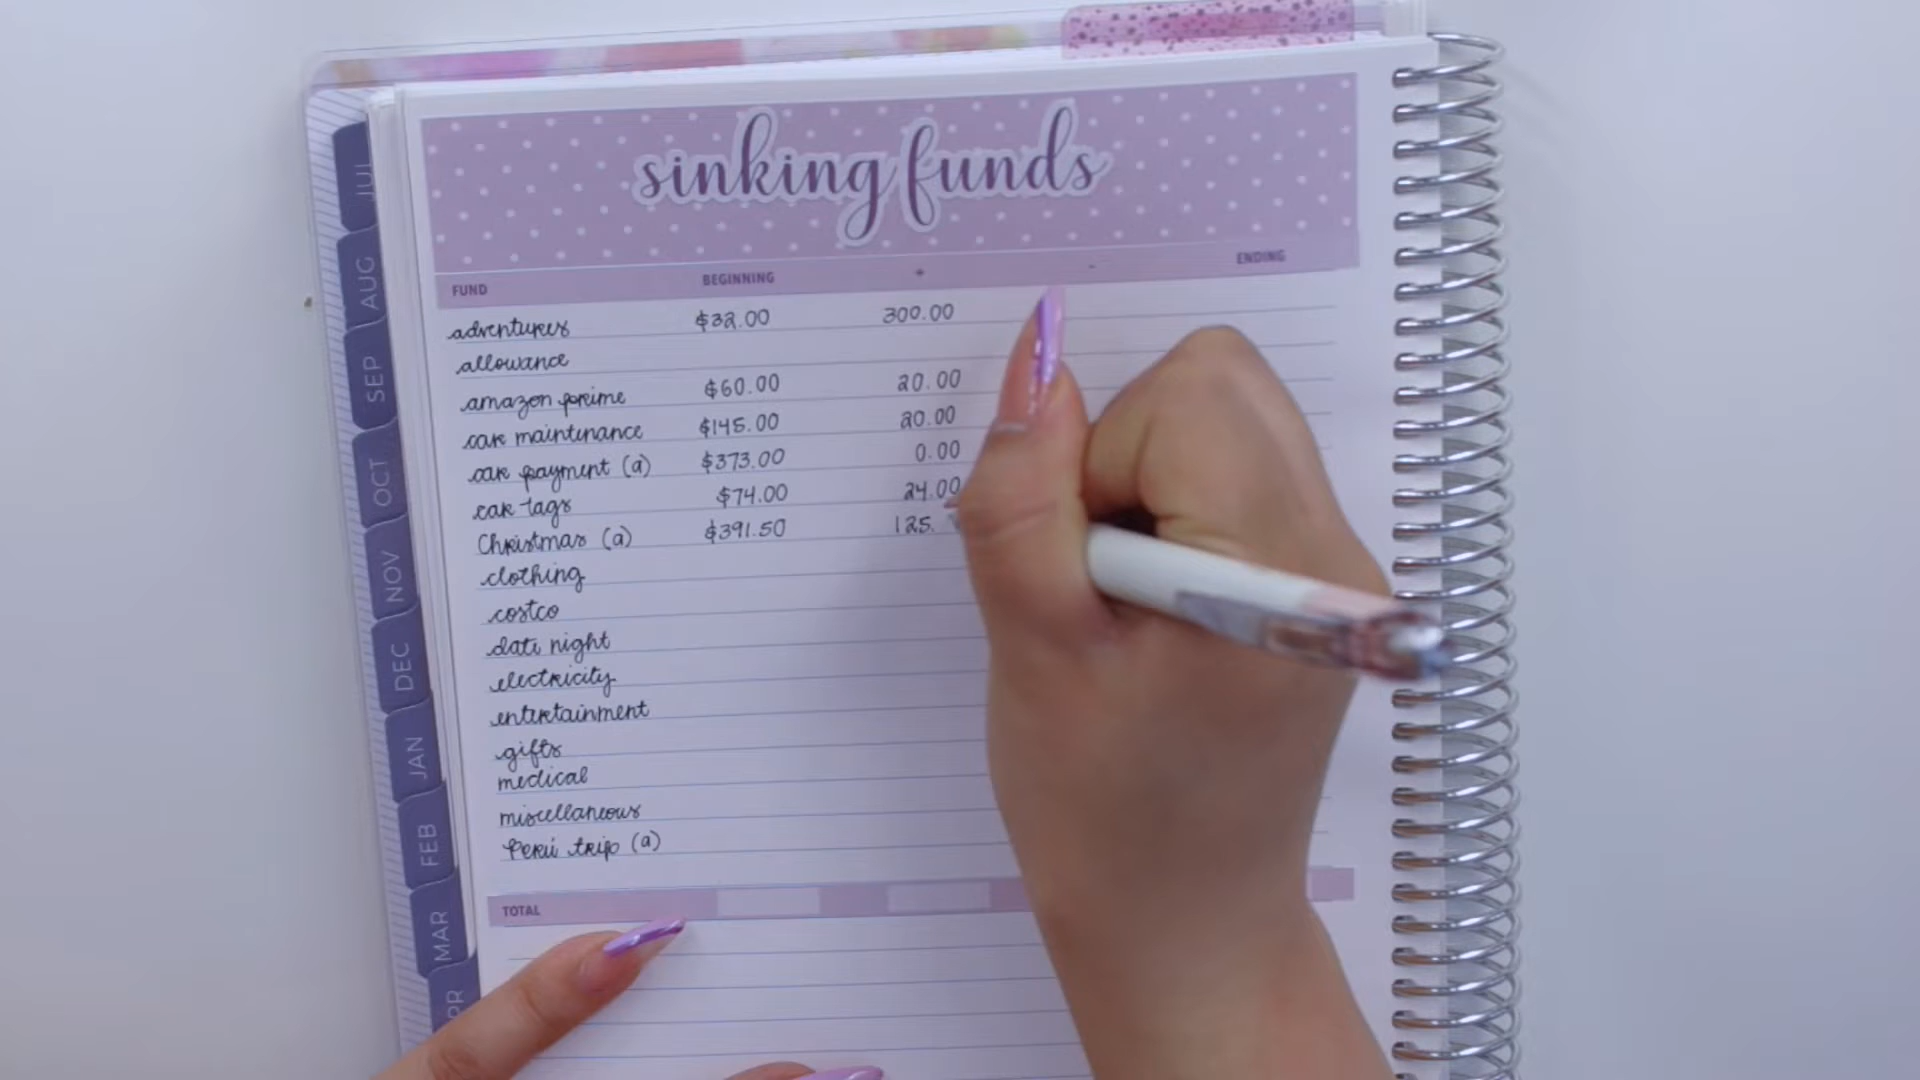 sinking funds
FUND BEGINNING + - ENDING
adventures $32.00 300.00
allowance
amazon prime $60.00 20.00
car maintenance $145.00 20.00
car payment (a) $373.00 0.00
car tags $74.00 24.00
Christmas (a) $391.50 125.
clothing
costco
date night
electricity
entertainment
gifts
medical
miscellaneous
Perú trip (a)
TOTAL
JUL
AUG
SEP
OCT
NOV
DEC
JAN
FEB
MAR
PR